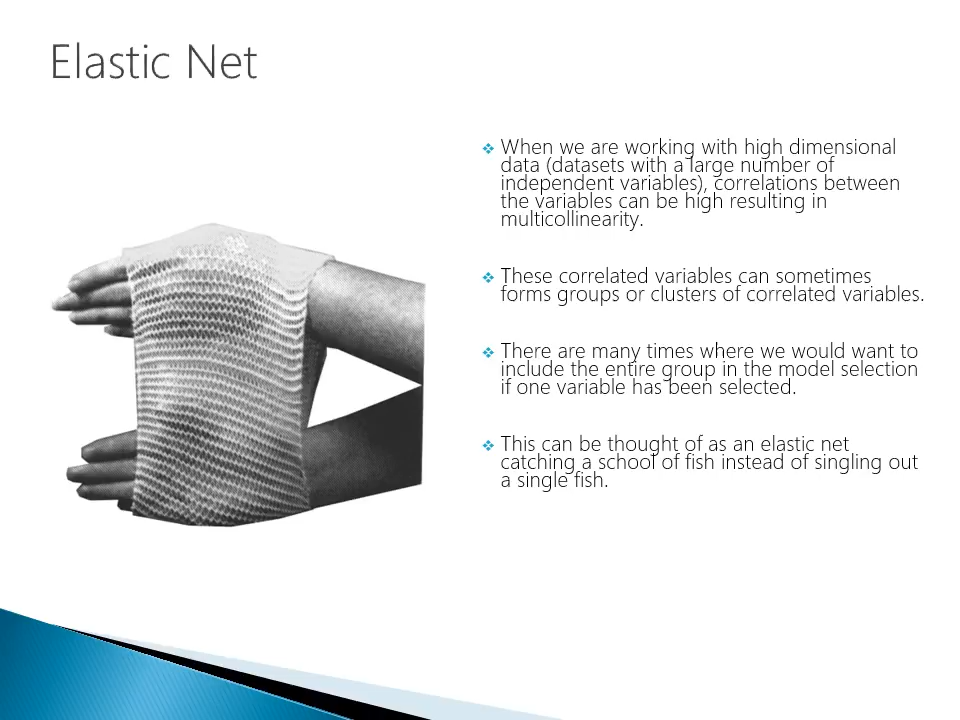 Elastic Net
When we are working with high dimensional
data (datasets with a large number of
independent variables), correlations between
the variables can be high resulting in
multicollinearity.
These correlated variables can sometimes
forms groups or clusters of correlated variables.
There are many times where we would want to
include the entire group in the model selection
if one variable has been selected.
This can be thought of as an elastic net
catching a school of fish instead of singling out
a single fish.